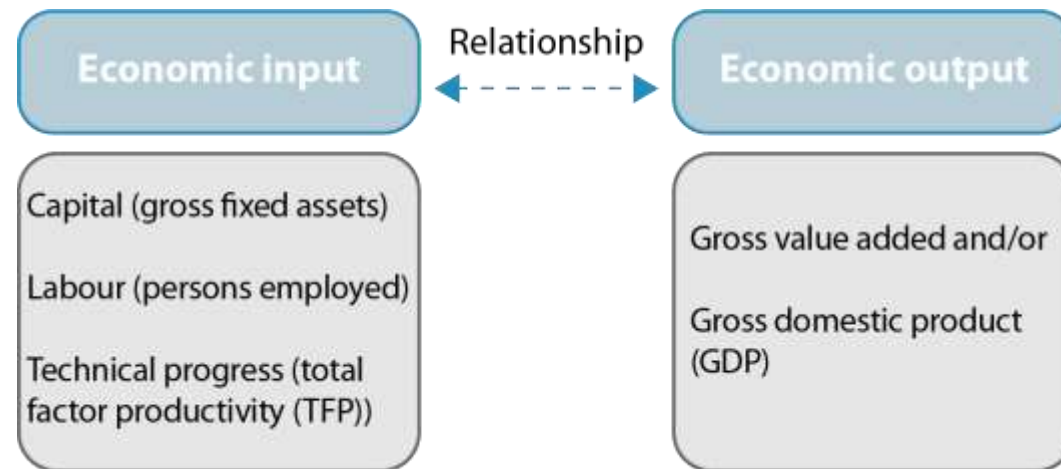 Economic input
Relationship
Economic output
Capital (gross fixed assets)
Labour (persons employed)
Technical progress (total
factor productivity (TFP))
Gross value added and/or
Gross domestic product
(GDP)